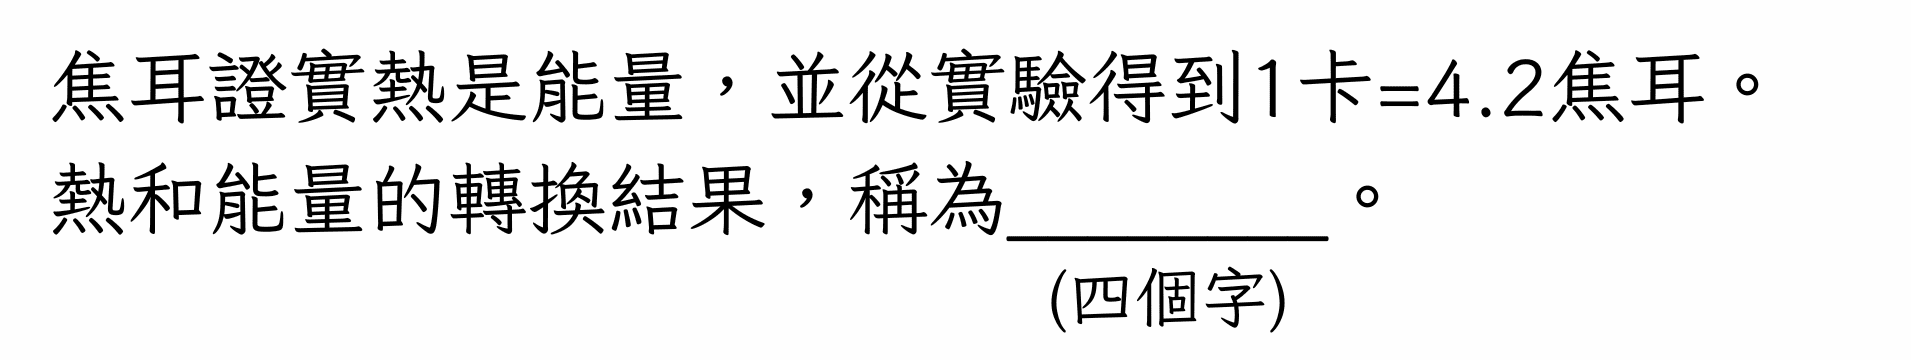 焦耳證實熱是能量，並從實驗得到1卡=4.2焦耳。
熱和能量的轉換結果，稱為________。
(四個字)